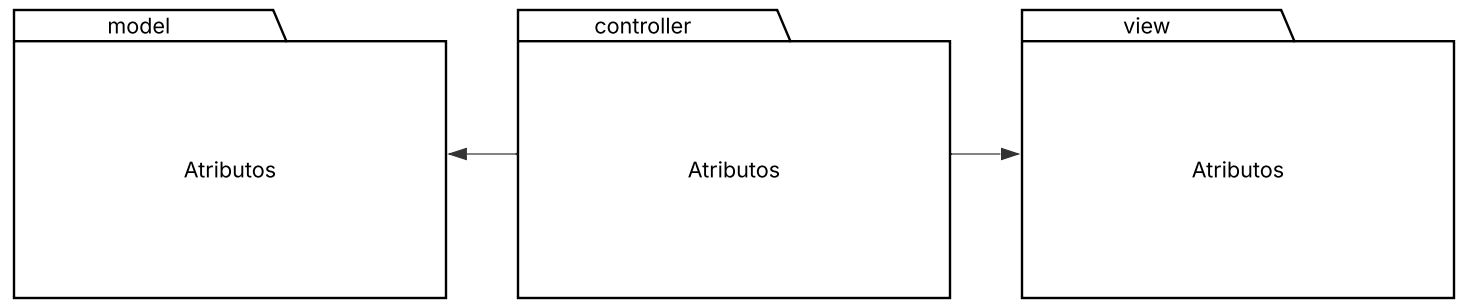 model
controller
view
Atributos
Atributos
Atributos